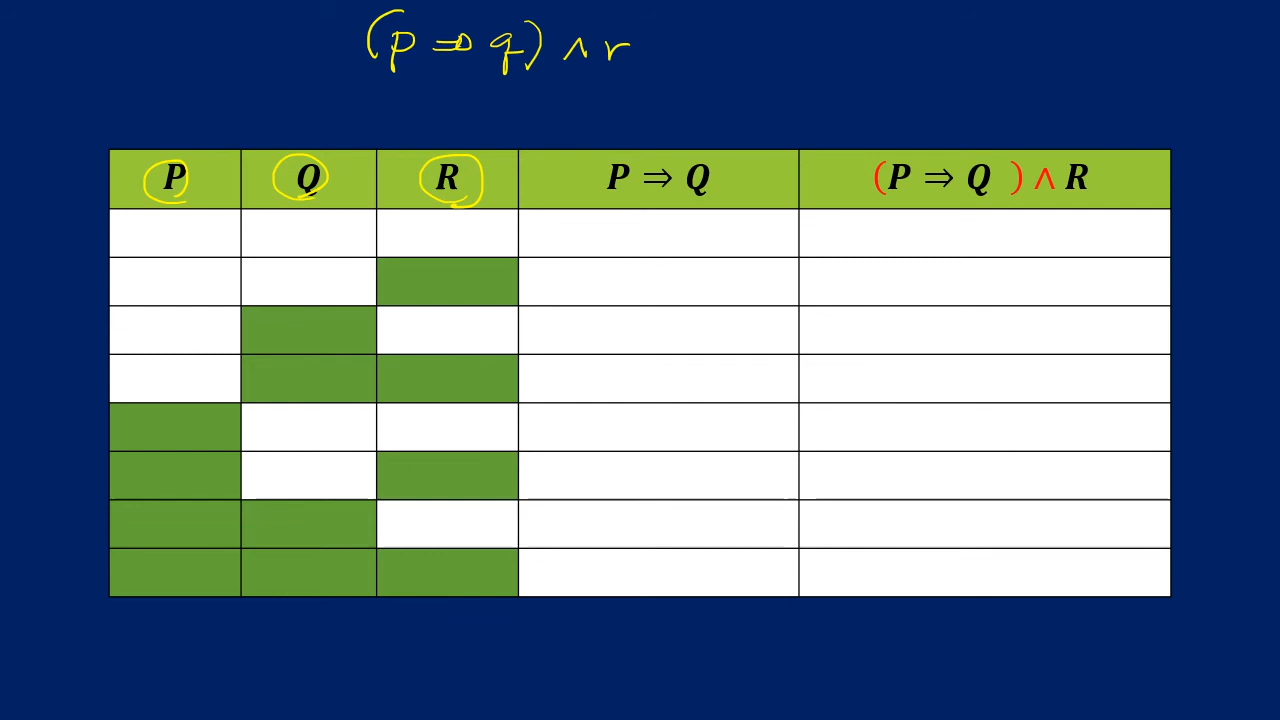 (p ⇒ q) ∧ r
P Q R P ⇒ Q (P ⇒ Q ) ∧ R